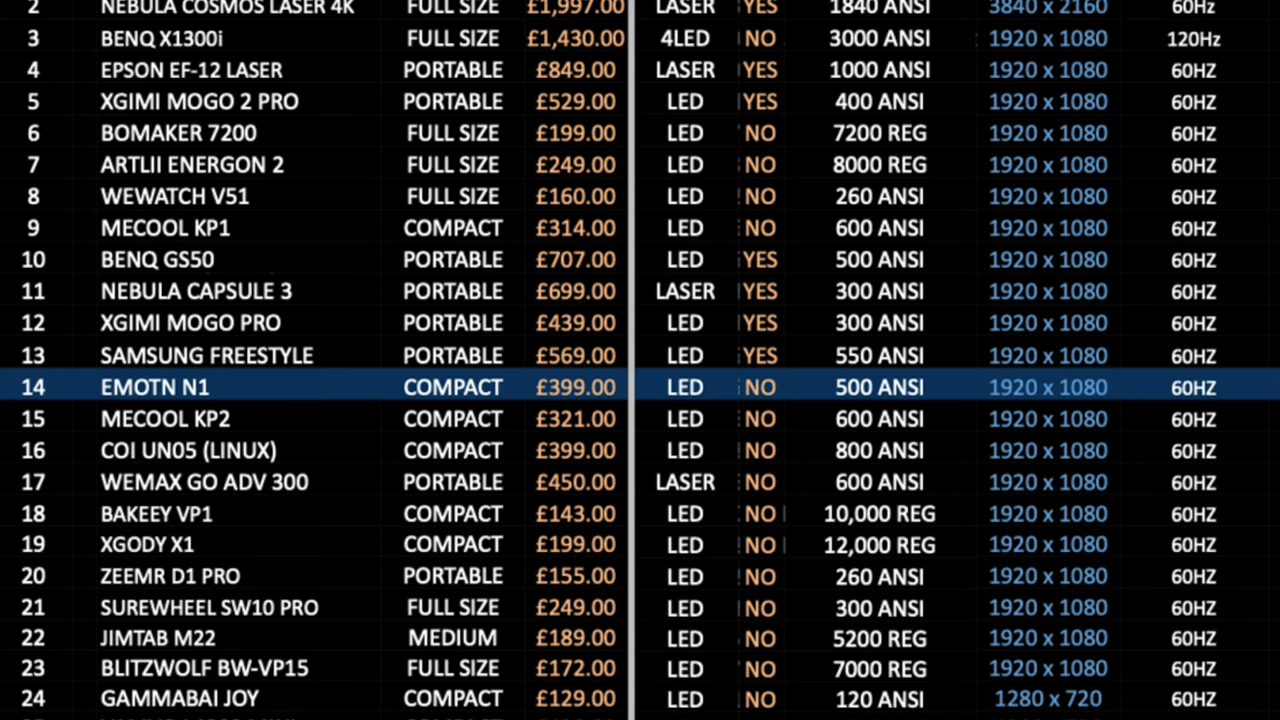 2 NEBULA COSMOS LASER 4K FULL SIZE £1,997.00 LASER YES 1840 ANSI 3840 x 2160 60Hz
3 BENQ X1300i FULL SIZE £1,430.00 4LED NO 3000 ANSI 1920 x 1080 120Hz
4 EPSON EF-12 LASER PORTABLE £849.00 LASER YES 1000 ANSI 1920 x 1080 60HZ
5 XGIMI MOGO 2 PRO PORTABLE £529.00 LED YES 400 ANSI 1920 x 1080 60HZ
6 BOMAKER 7200 FULL SIZE £199.00 LED NO 7200 REG 1920 x 1080 60HZ
7 ARTLII ENERGON 2 FULL SIZE £249.00 LED NO 8000 REG 1920 x 1080 60HZ
8 WEWATCH V51 FULL SIZE £160.00 LED NO 260 ANSI 1920 x 1080 60HZ
9 MECOOL KP1 COMPACT £314.00 LED NO 600 ANSI 1920 x 1080 60HZ
10 BENQ GS50 PORTABLE £707.00 LED YES 500 ANSI 1920 x 1080 60HZ
11 NEBULA CAPSULE 3 PORTABLE £699.00 LASER YES 300 ANSI 1920 x 1080 60HZ
12 XGIMI MOGO PRO PORTABLE £439.00 LED YES 300 ANSI 1920 x 1080 60HZ
13 SAMSUNG FREESTYLE PORTABLE £569.00 LED YES 550 ANSI 1920 x 1080 60HZ
14 EMOTN N1 COMPACT £399.00 LED NO 500 ANSI 1920 x 1080 60HZ
15 MECOOL KP2 COMPACT £321.00 LED NO 600 ANSI 1920 x 1080 60HZ
16 COI UN05 (LINUX) COMPACT £399.00 LED NO 800 ANSI 1920 x 1080 60HZ
17 WEMAX GO ADV 300 PORTABLE £450.00 LASER NO 600 ANSI 1920 x 1080 60HZ
18 BAKEEY VP1 COMPACT £143.00 LED NO 10,000 REG 1920 x 1080 60HZ
19 XGODY X1 COMPACT £199.00 LED NO 12,000 REG 1920 x 1080 60HZ
20 ZEEMR D1 PRO PORTABLE £155.00 LED NO 260 ANSI 1920 x 1080 60HZ
21 SUREWHEEL SW10 PRO FULL SIZE £249.00 LED NO 300 ANSI 1920 x 1080 60HZ
22 JIMTAB M22 MEDIUM £189.00 LED NO 5200 REG 1920 x 1080 60HZ
23 BLITZWOLF BW-VP15 FULL SIZE £172.00 LED NO 7000 REG 1920 x 1080 60HZ
24 GAMMABAI JOY COMPACT £129.00 LED NO 120 ANSI 1280 x 720 60HZ